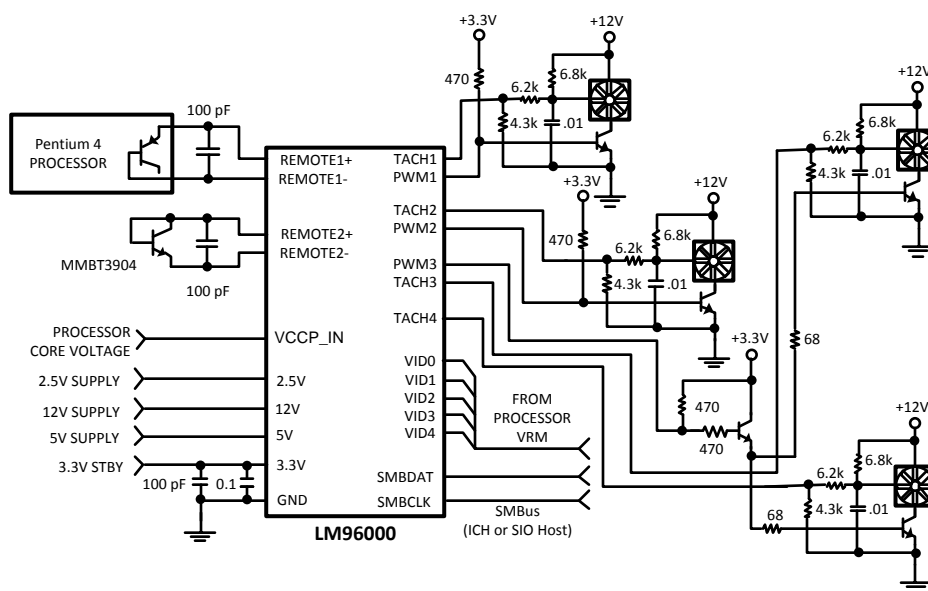 +3.3V
+12V
470
6.2k
6.8k
4.3k
.01
100 pF
Pentium 4
PROCESSOR
REMOTE1+
REMOTE1-
TACH1
PWM1
+12V
6.2k
6.8k
4.3k
.01
+3.3V
+12V
REMOTE2+
REMOTE2-
TACH2
PWM2
470
6.2k
6.8k
4.3k
.01
MMBT3904
100 pF
PWM3
TACH3
TACH4
PROCESSOR
CORE VOLTAGE
VCCP_IN
+3.3V
68
2.5V SUPPLY
2.5V
12V SUPPLY
12V
5V SUPPLY
5V
3.3V STBY
3.3V
100 pF
0.1
GND
VID0
VID1
VID2
VID3
VID4
FROM
PROCESSOR
VRM
470
470
+12V
SMBDAT
SMBCLK
SMBus
(ICH or SIO Host)
6.2k
6.8k
4.3k
.01
68
LM96000